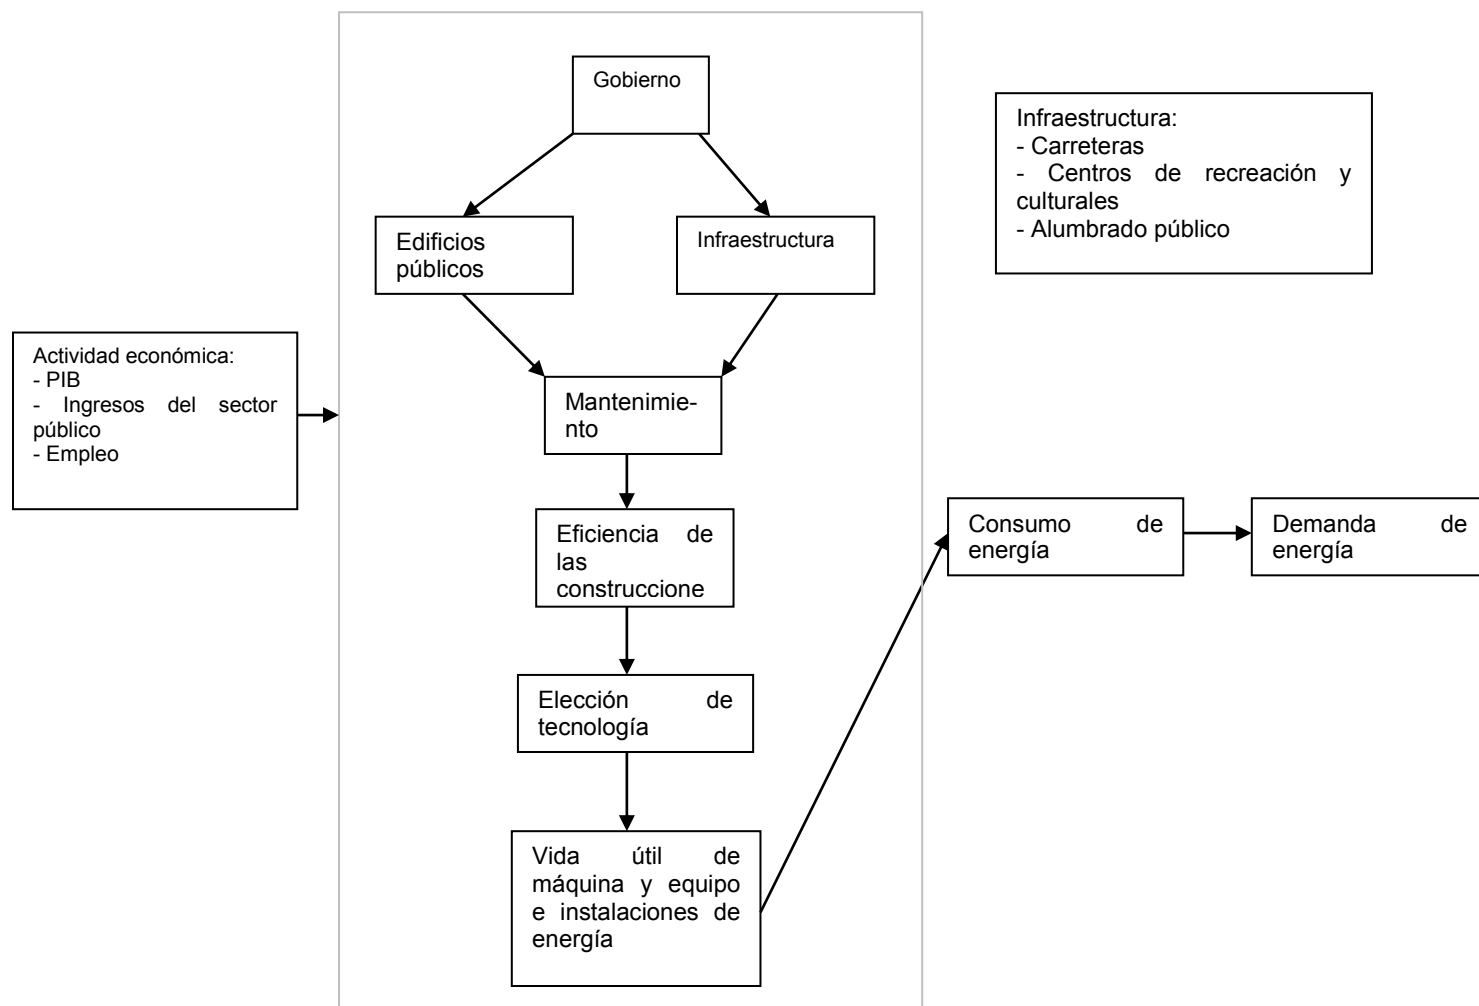 Gobierno
Infraestructura:
- Carreteras
- Centros de recreación y
culturales
- Alumbrado público
Edificios
públicos
Infraestructura
Actividad económica:
- PIB
- Ingresos del sector
público
- Empleo
Mantenimie-
nto
Eficiencia de
las
construccione
Consumo de
energía
Demanda de
energía
Elección de
tecnología
Vida útil de
máquina y equipo
e instalaciones de
energía